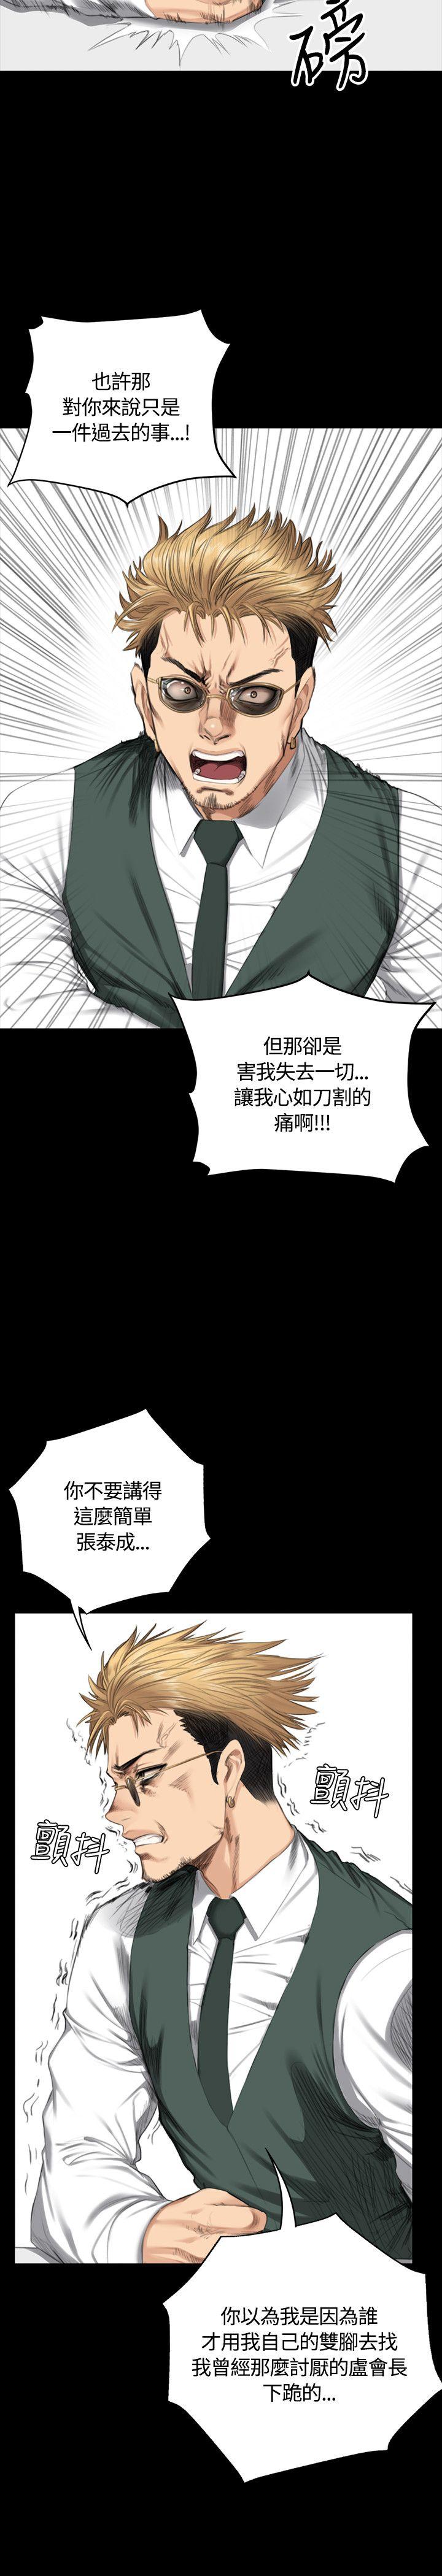 磅
也許那
對你來說只是
一件過去的事...!
但那卻是
害我失去一切...
讓我心如刀割的
痛啊!!!
你不要講得
這麼簡單
張泰成...
顫抖
顫抖
你以為我是因為誰
才用我自己的雙腳去找
我曾經那麼討厭的盧會長
下跪的...